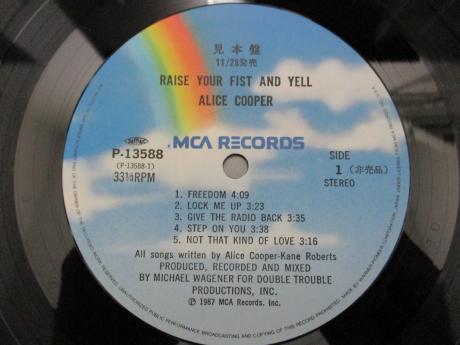 見本盤
11/28発売
RAISE YOUR FIST AND YELL
ALICE COOPER
MCA RECORDS
P-13588
(P-13588-1)
33⅓RPM
SIDE
1 (非売品)
STEREO
1. FREEDOM 4:09
2. LOCK ME UP 3:23
3. GIVE THE RADIO BACK 3:35
4. STEP ON YOU 3:38
5. NOT THAT KIND OF LOVE 3:16
All songs written by Alice Cooper-Kane Roberts
PRODUCED, RECORDED AND MIXED
BY MICHAEL WAGENER FOR DOUBLE TROUBLE
PRODUCTIONS, INC.
Ⓟ 1987 MCA Records. Inc.